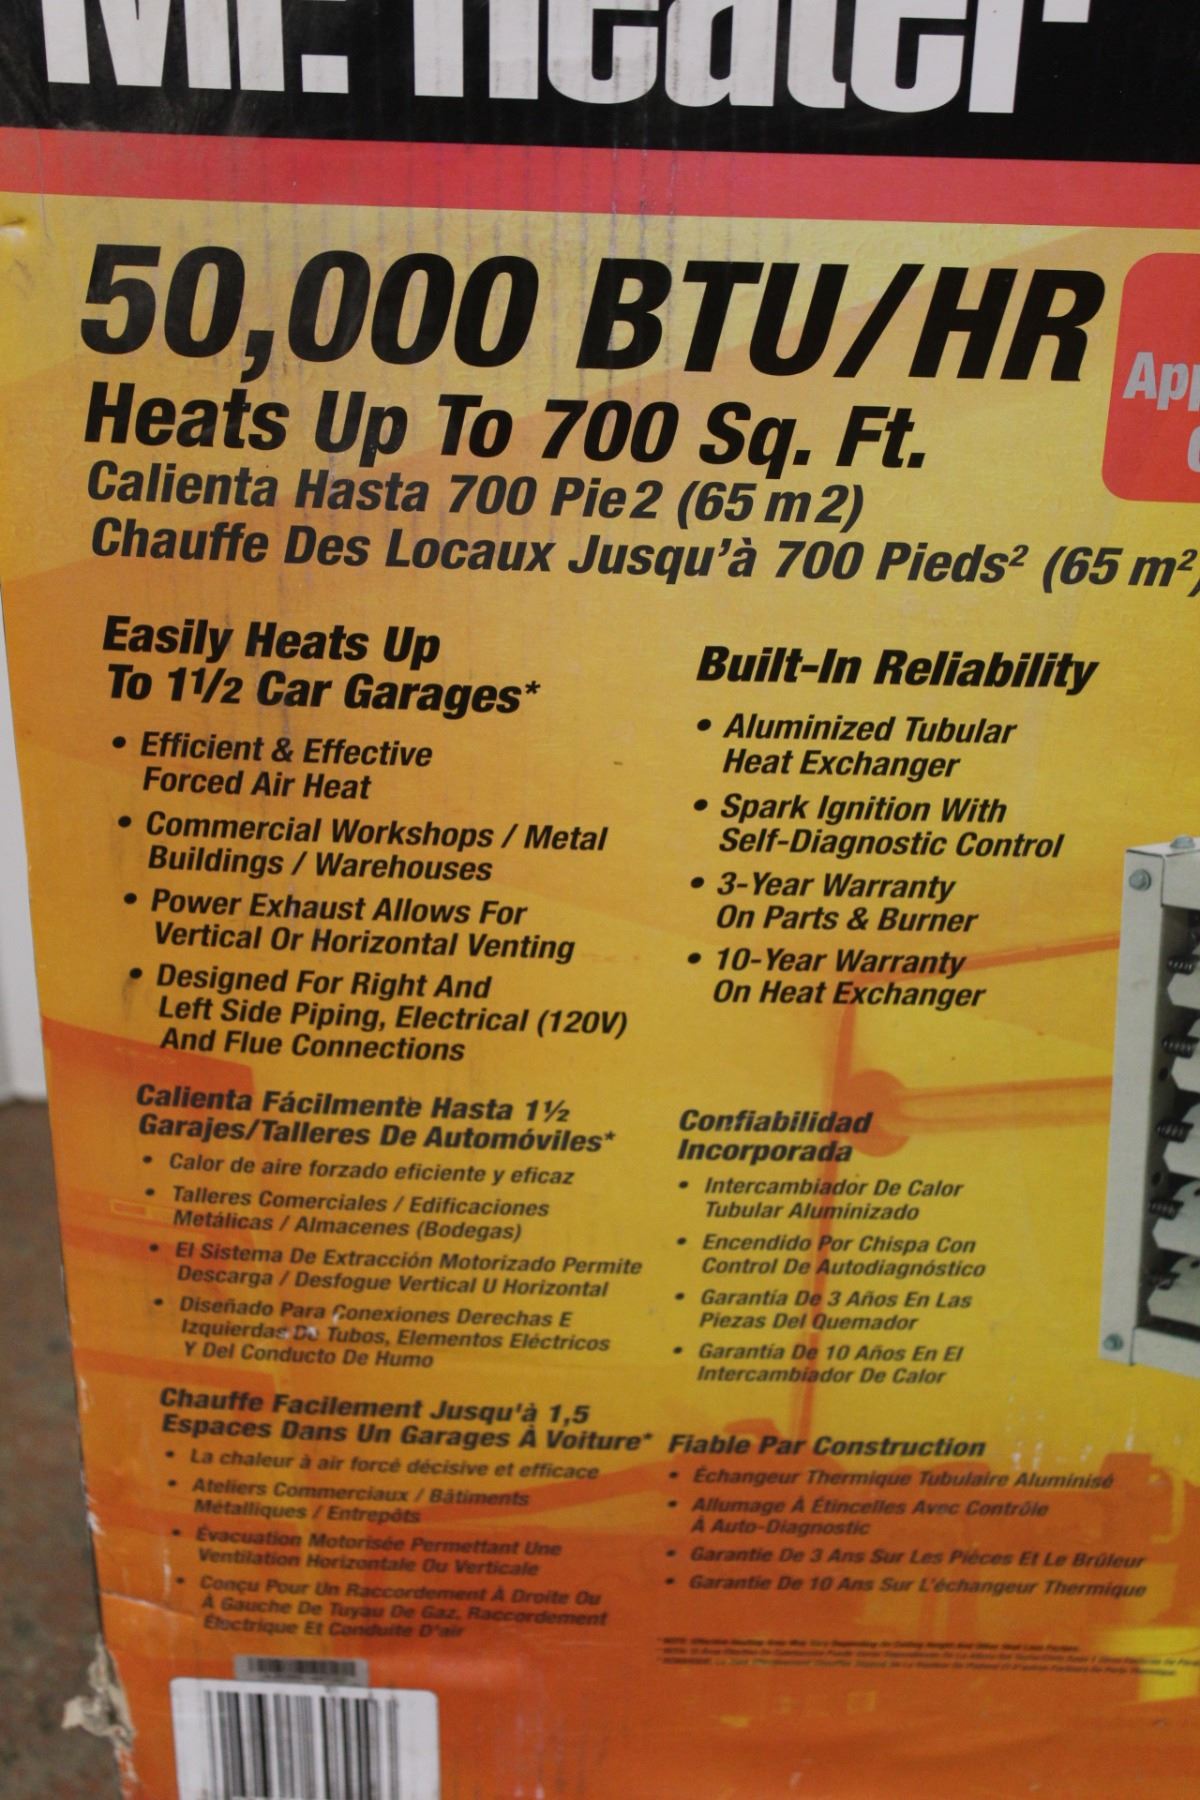 Mr. Heater
50,000 BTU/HR
Heats Up To 700 Sq. Ft.
Calienta Hasta 700 Pie2 (65 m2)
Chauffe Des Locaux Jusqu'à 700 Pieds² (65 m²)
Easily Heats Up
To 1 1/2 Car Garages*
• Efficient & Effective
Forced Air Heat
• Commercial Workshops / Metal
Buildings / Warehouses
• Power Exhaust Allows For
Vertical Or Horizontal Venting
• Designed For Right And
Left Side Piping, Electrical (120V)
And Flue Connections
Built-In Reliability
• Aluminized Tubular
Heat Exchanger
• Spark Ignition With
Self-Diagnostic Control
• 3-Year Warranty
On Parts & Burner
• 10-Year Warranty
On Heat Exchanger
Calienta Fácilmente Hasta 1½
Garajes/Talleres De Automóviles*
• Calor de aire forzado eficiente y eficaz
• Talleres Comerciales / Edificaciones
Metálicas / Almacenes (Bodegas)
• El Sistema De Extracción Motorizado Permite
Descarga / Desfogue Vertical U Horizontal
• Diseñado Para Conexiones Derechas E
Izquierdas De Tubos, Elementos Eléctricos
Y Del Conducto De Humo
Confiabilidad
Incorporada
• Intercambiador De Calor
Tubular Aluminizado
• Encendido Por Chispa Con
Control De Autodiagnóstico
• Garantía De 3 Años En Las
Piezas Del Quemador
• Garantía De 10 Años En El
Intercambiador De Calor
Chauffe Facilement Jusqu'à 1,5
Espaces Dans Un Garages À Voiture*
• La chaleur à air forcé décisive et efficace
• Ateliers Commerciaux / Bâtiments
Métalliques / Entrepôts
• Évacuation Motorisée Permettant Une
Ventilation Horizontale Ou Verticale
• Conçu Pour Un Raccordement À Droite Ou
À Gauche De Tuyau De Gaz, Raccordement
Électrique Et Conduite D'air
Fiable Par Construction
• Échangeur Thermique Tubulaire Aluminisé
• Allumage À Étincelles Avec Contrôle
À Auto-Diagnostic
• Garantie De 3 Ans Sur Les Pièces Et Le Brûleur
• Garantie De 10 Ans Sur L'échangeur Thermique